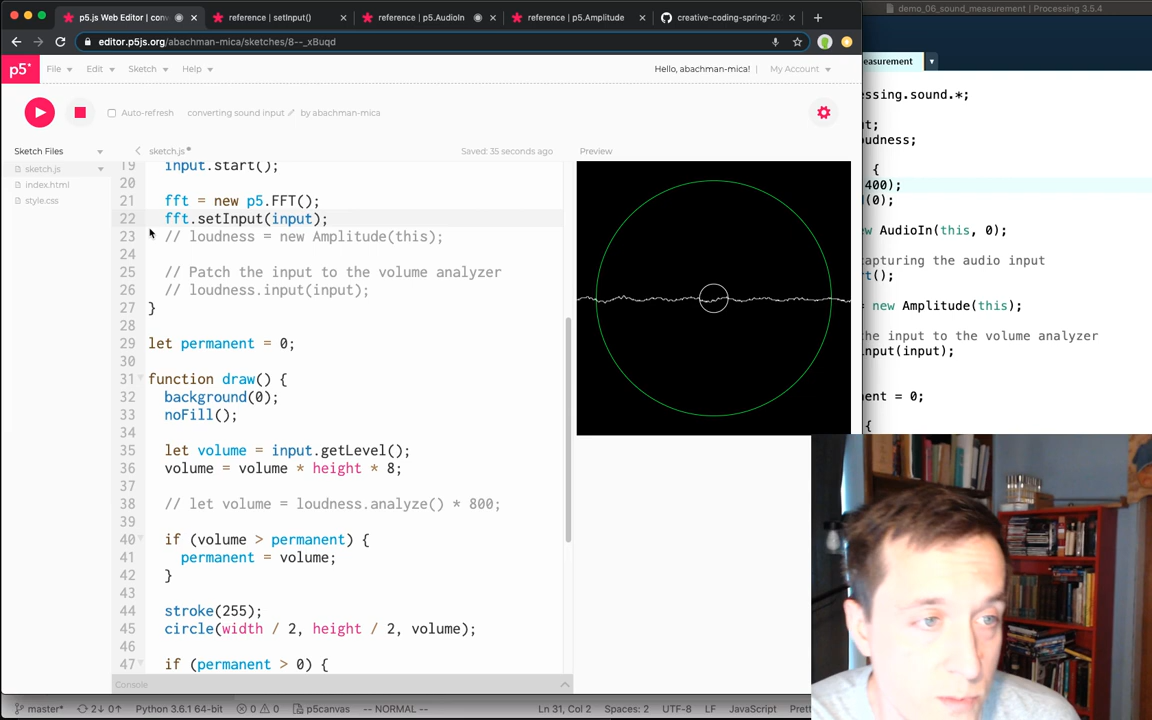 p5.js Web Editor | con
reference | setInput()
reference | p5.AudioIn
reference | p5.Amplitude
creative-coding-spring-20
demo_06_sound_measurement | Processing 3.5.4
editor.p5js.org/abachman-mica/sketches/8--_xBuqd
easurement
p5*
File
Edit
Sketch
Help
Hello, abachman-mica!
My Account
Auto-refresh
converting sound input
by abachman-mica
Sketch Files
sketch.js
Saved: 35 seconds ago
Preview
sketch.js
index.html
style.css
19 input.start();
20
21 fft = new p5.FFT();
22 fft.setInput(input);
23 // loudness = new Amplitude(this);
24
25 // Patch the input to the volume analyzer
26 // loudness.input(input);
27 }
28
29 let permanent = 0;
30
31 function draw() {
32 background(0);
33 noFill();
34
35 let volume = input.getLevel();
36 volume = volume * height * 8;
37
38 // let volume = loudness.analyze() * 800;
39
40 if (volume > permanent) {
41 permanent = volume;
42 }
43
44 stroke(255);
45 circle(width / 2, height / 2, volume);
46
47 if (permanent > 0) {
Console
essing.sound.*;
t;
udness;
{
400);
d(0);
ew AudioIn(this, 0);
capturing the audio input
t();
= new Amplitude(this);
the input to the volume analyzer
nput(input);
nent = 0;
{
master*
2↓ 0↑
Python 3.6.1 64-bit
0
0
p5canvas
-- NORMAL --
Ln 31, Col 2
Spaces: 2
UTF-8
LF
JavaScript
Prett